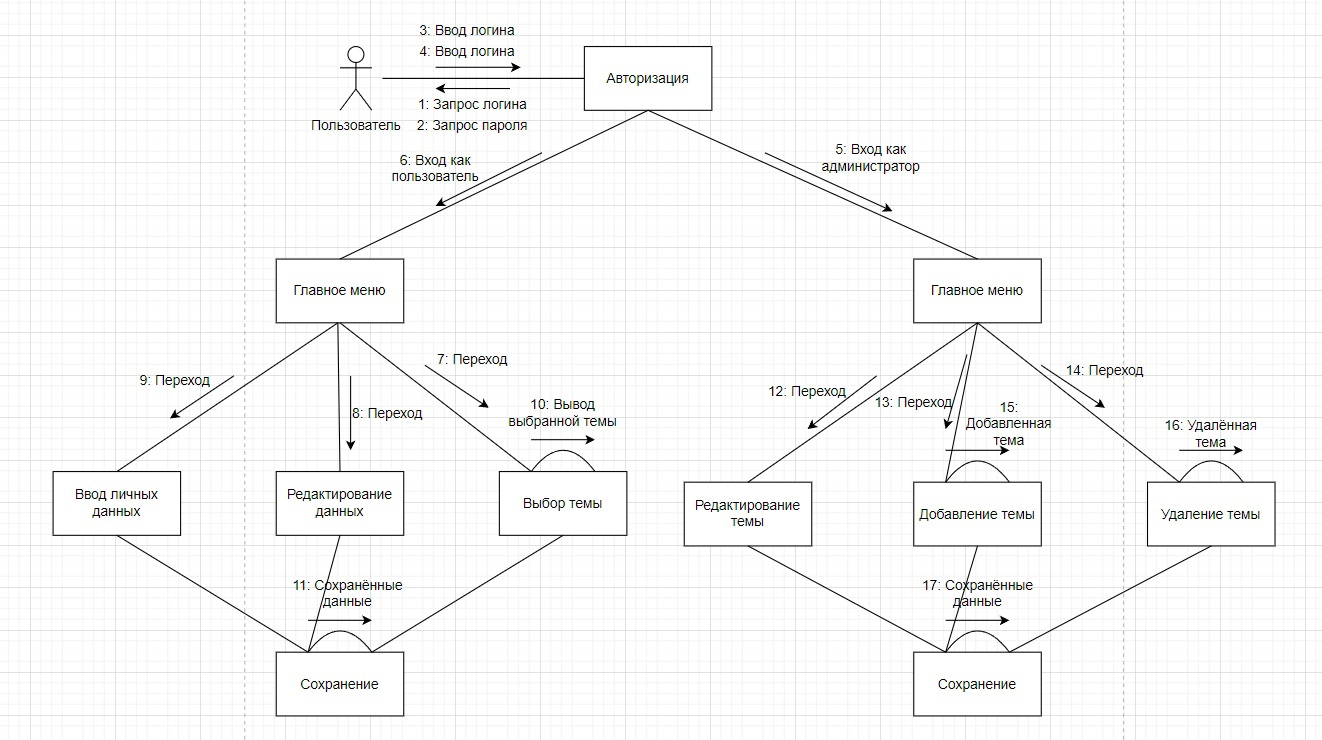 3: Ввод логина
4: Ввод логина
Авторизация
1: Запрос логина
Пользователь
2: Запрос пароля
6: Вход как
пользователь
5: Вход как
администратор
Главное меню
Главное меню
9: Переход
8: Переход
7: Переход
10: Вывод
выбранной темы
12: Переход
13: Переход
14: Переход
15:
Добавленная
тема
16: Удалённая
тема
Ввод личных
данных
Редактирование
данных
Выбор темы
Редактирование
темы
Добавление темы
Удаление темы
11: Сохранённые
данные
17: Сохранённые
данные
Сохранение
Сохранение